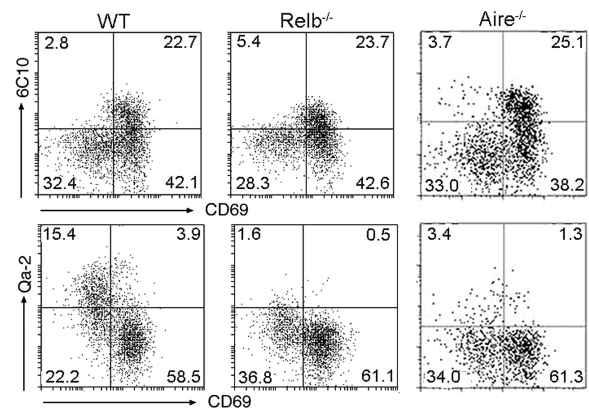 WT Relb-/- Aire-/-
2.8 22.7 5.4 23.7 3.7 25.1
6C10
32.4 42.1 28.3 42.6 33.0 38.2
CD69
15.4 3.9 1.6 0.5 3.4 1.3
Qa-2
22.2 58.5 36.8 61.1 34.0 61.3
CD69